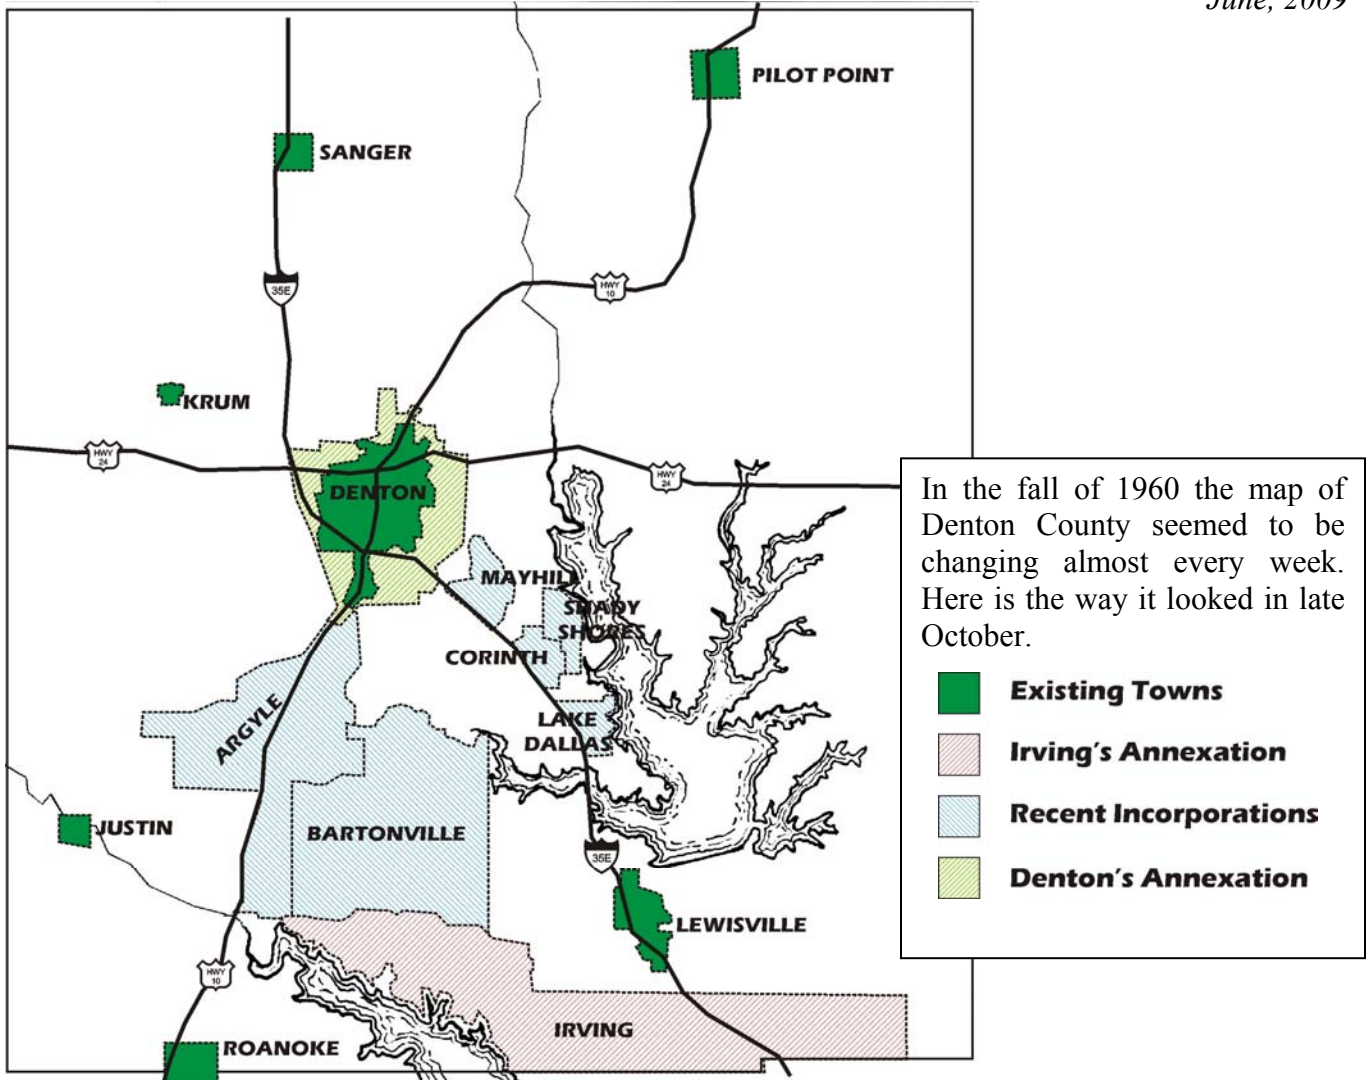 June, 2009
PILOT POINT
SANGER
35E
HWY
10
KRUM
HWY
24
HWY
24
DENTON
In the fall of 1960 the map of
Denton County seemed to be
changing almost every week.
Here is the way it looked in late
October.
MAYHILL
SHADY
SHORES
CORINTH
Existing Towns
ARGYLE
LAKE
DALLAS
Irving's Annexation
Recent Incorporations
JUSTIN
BARTONVILLE
35E
Denton's Annexation
LEWISVILLE
HWY
10
IRVING
ROANOKE